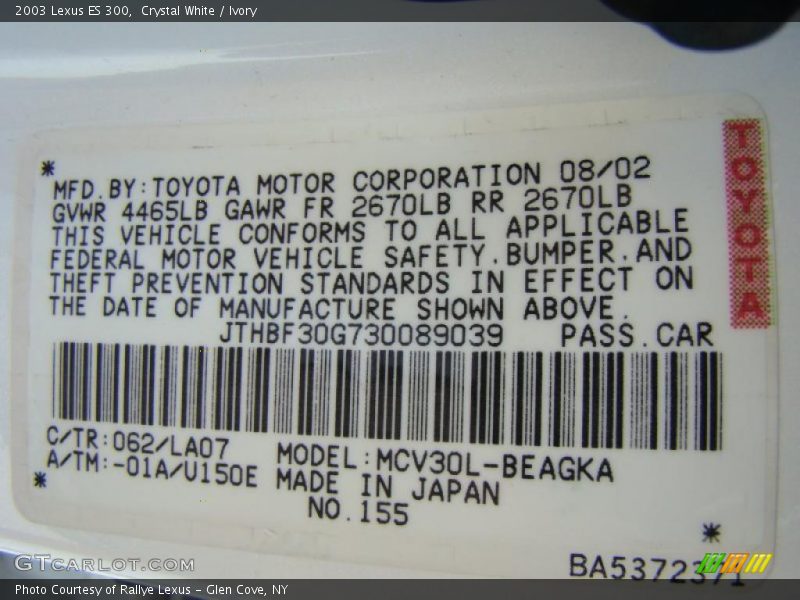 2003 Lexus ES 300, Crystal White / Ivory
* MFD.BY:TOYOTA MOTOR CORPORATION 08/02
GVWR 4465LB GAWR FR 2670LB RR 2670LB
THIS VEHICLE CONFORMS TO ALL APPLICABLE
FEDERAL MOTOR VEHICLE SAFETY.BUMPER.AND
THEFT PREVENTION STANDARDS IN EFFECT ON
THE DATE OF MANUFACTURE SHOWN ABOVE.
JTHBF30G730089039 PASS.CAR
TOYOTA
C/TR:062/LA07 MODEL:MCV30L-BEAGKA
A/TM:-01A/U150E MADE IN JAPAN
* NO.155 *
BA5372371
GTCARLOT.COM
Photo Courtesy of Rallye Lexus - Glen Cove, NY